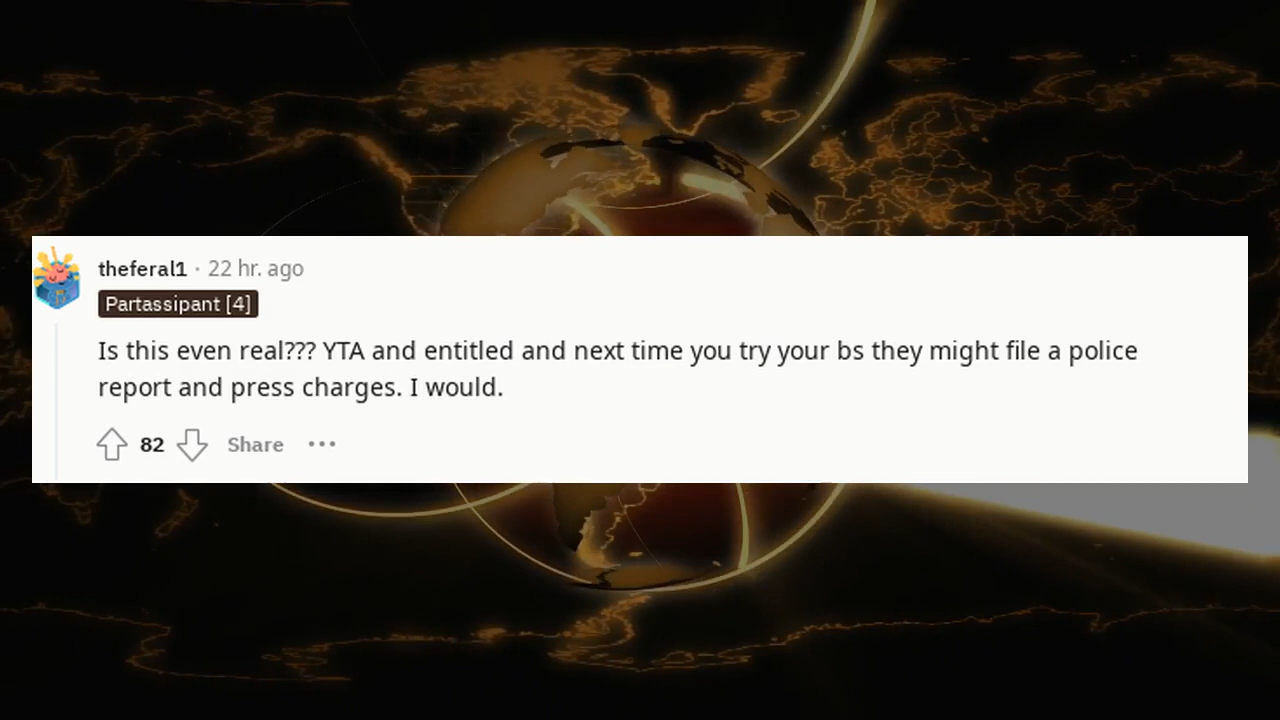 theferal1 · 22 hr. ago
Partassipant [4]
Is this even real??? YTA and entitled and next time you try your bs they might file a police
report and press charges. I would.
82 Share •••